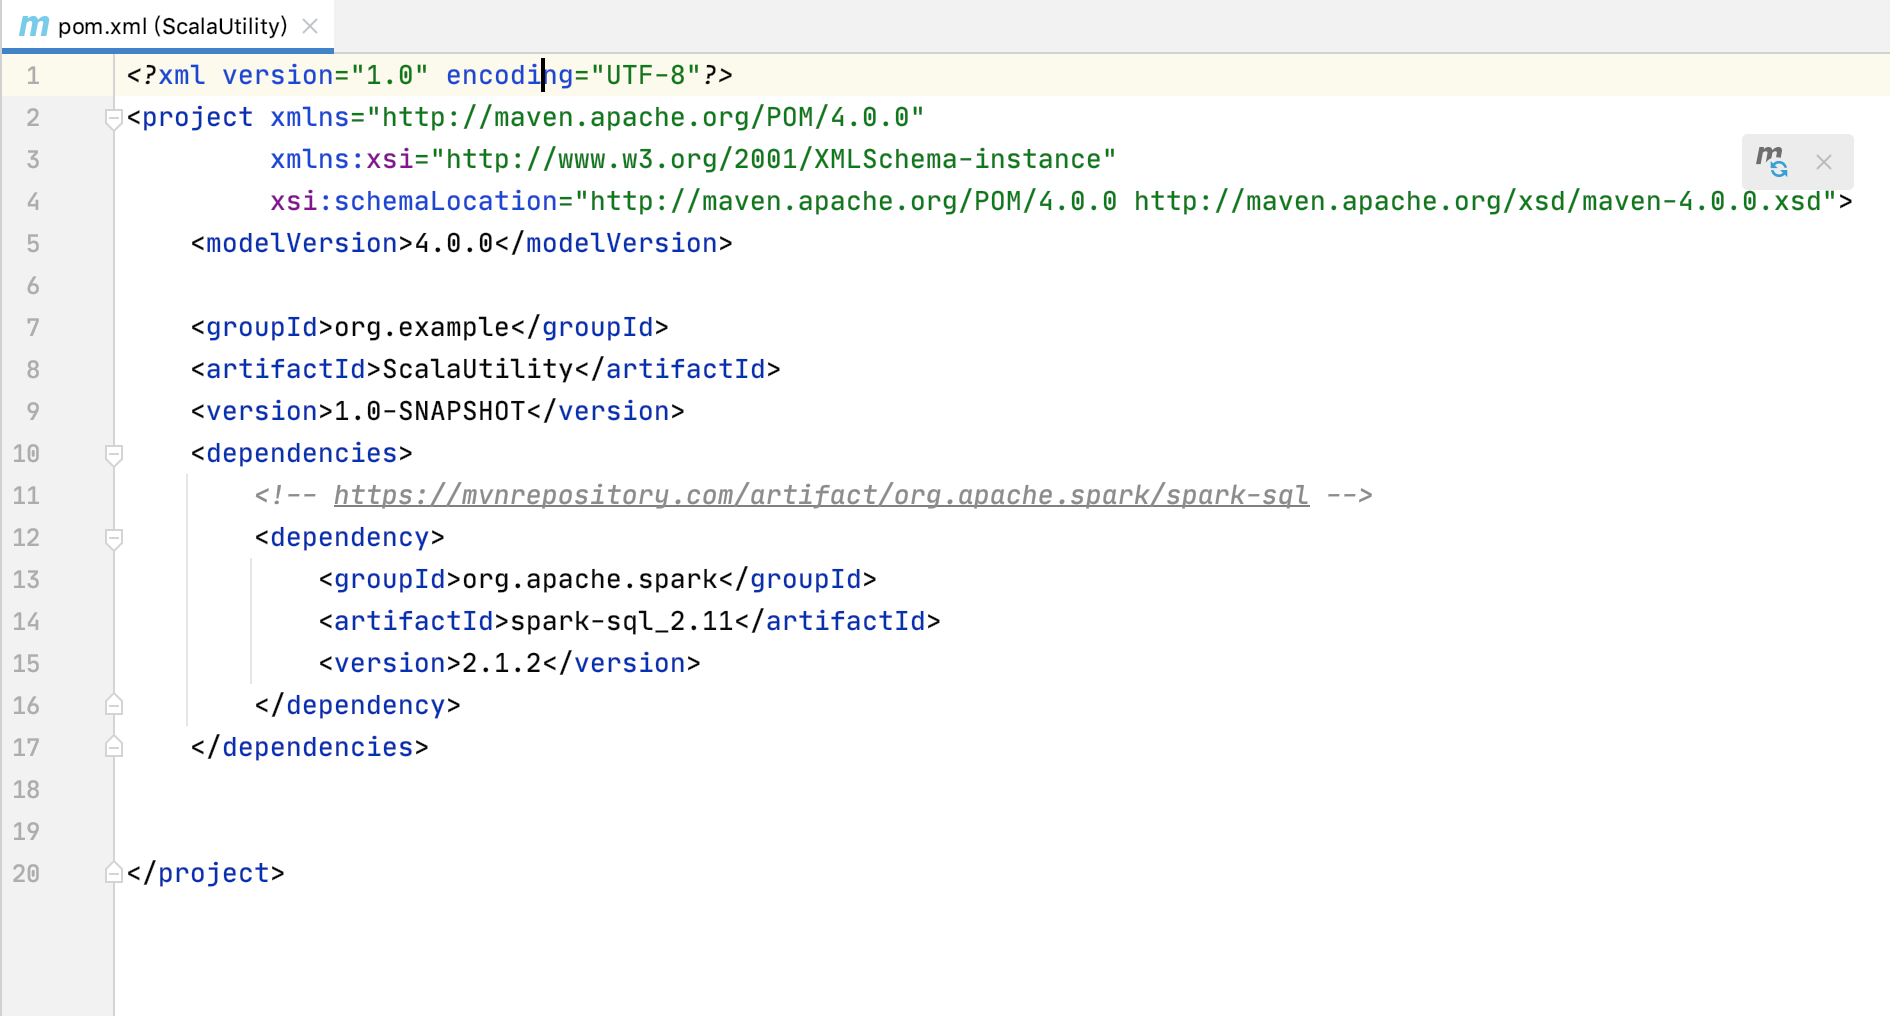 m pom.xml (ScalaUtility)
1 <?xml version="1.0" encoding="UTF-8"?>
2 <project xmlns="http://maven.apache.org/POM/4.0.0"
3 xmlns:xsi="http://www.w3.org/2001/XMLSchema-instance"
m
4 xsi:schemaLocation="http://maven.apache.org/POM/4.0.0 http://maven.apache.org/xsd/maven-4.0.0.xsd">
5 <modelVersion>4.0.0</modelVersion>
6
7 <groupId>org.example</groupId>
8 <artifactId>ScalaUtility</artifactId>
9 <version>1.0-SNAPSHOT</version>
10 <dependencies>
11 <!-- https://mvnrepository.com/artifact/org.apache.spark/spark-sql -->
12 <dependency>
13 <groupId>org.apache.spark</groupId>
14 <artifactId>spark-sql_2.11</artifactId>
15 <version>2.1.2</version>
16 </dependency>
17 </dependencies>
18
19
20 </project>